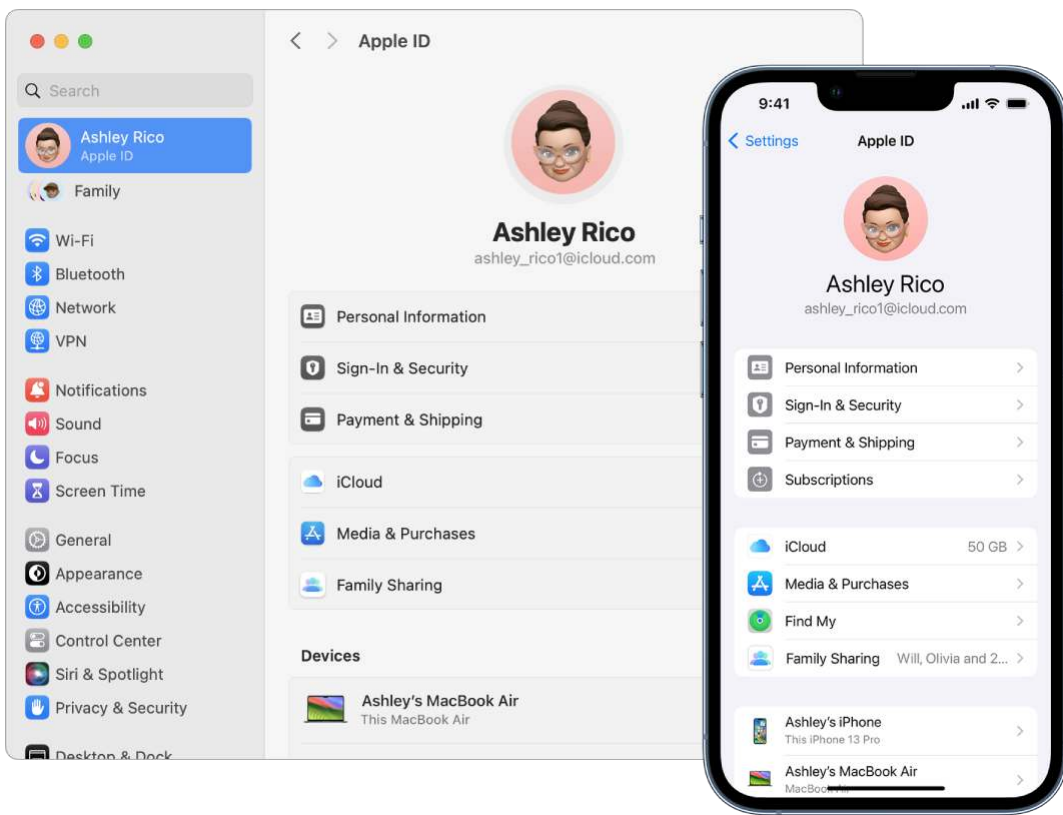 Search
Ashley Rico
Apple ID
Family
Wi-Fi
Bluetooth
Network
VPN
Notifications
Sound
Focus
Screen Time
General
Appearance
Accessibility
Control Center
Siri & Spotlight
Privacy & Security
Desktop & Dock
Apple ID
Ashley Rico
ashley_rico1@icloud.com
Personal Information
Sign-In & Security
Payment & Shipping
iCloud
Media & Purchases
Family Sharing
Devices
Ashley's MacBook Air
This MacBook Air
9:41
Settings Apple ID
Ashley Rico
ashley_rico1@icloud.com
Personal Information
Sign-In & Security
Payment & Shipping
Subscriptions
iCloud 50 GB
Media & Purchases
Find My
Family Sharing Will, Olivia and 2...
Ashley's iPhone
This iPhone 13 Pro
Ashley's MacBook Air
MacBook Air